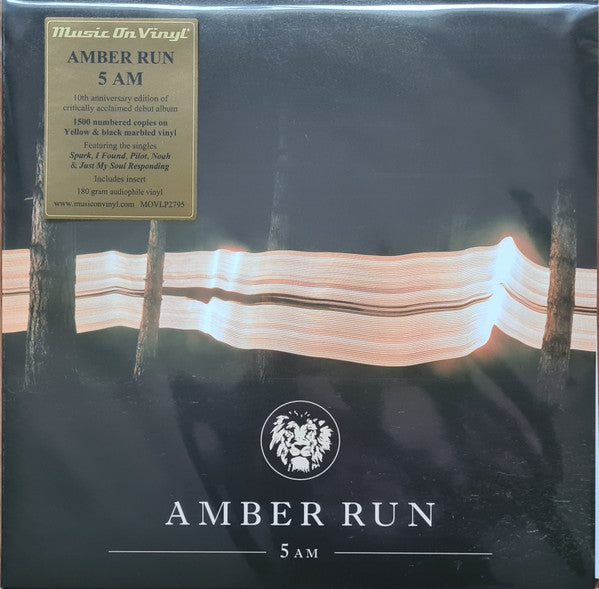 Music On Vinyl
AMBER RUN
5 AM
10th anniversary edition of
critically acclaimed debut album
1500 numbered copies on
Yellow & black marbled vinyl
Featuring the singles
Spark, I Found, Pilot, Noah
& Just My Soul Responding
Includes insert
180 gram audiophile vinyl
www.musiconvinyl.com MOVLP2795
AMBER RUN
5 AM